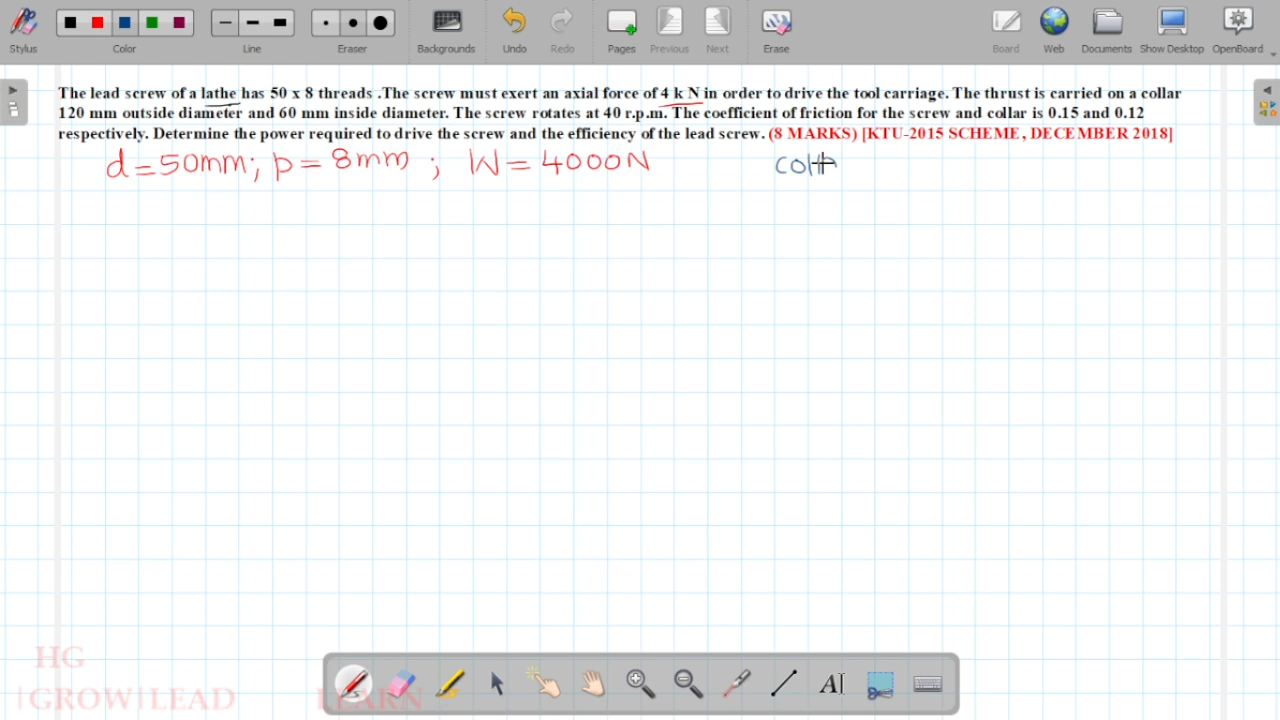 Stylus Color Line Eraser Backgrounds Undo Redo Pages Previous Next Erase Board Web Documents Show Desktop OpenBoard
The lead screw of a lathe has 50 x 8 threads .The screw must exert an axial force of 4 k N in order to drive the tool carriage. The thrust is carried on a collar
120 mm outside diameter and 60 mm inside diameter. The screw rotates at 40 r.p.m. The coefficient of friction for the screw and collar is 0.15 and 0.12
respectively. Determine the power required to drive the screw and the efficiency of the lead screw. (8 MARKS) [KTU-2015 SCHEME, DECEMBER 2018]
d=50mm; p=8mm ; W=4000N
HG
|GROW|LEAD LEARN
AI